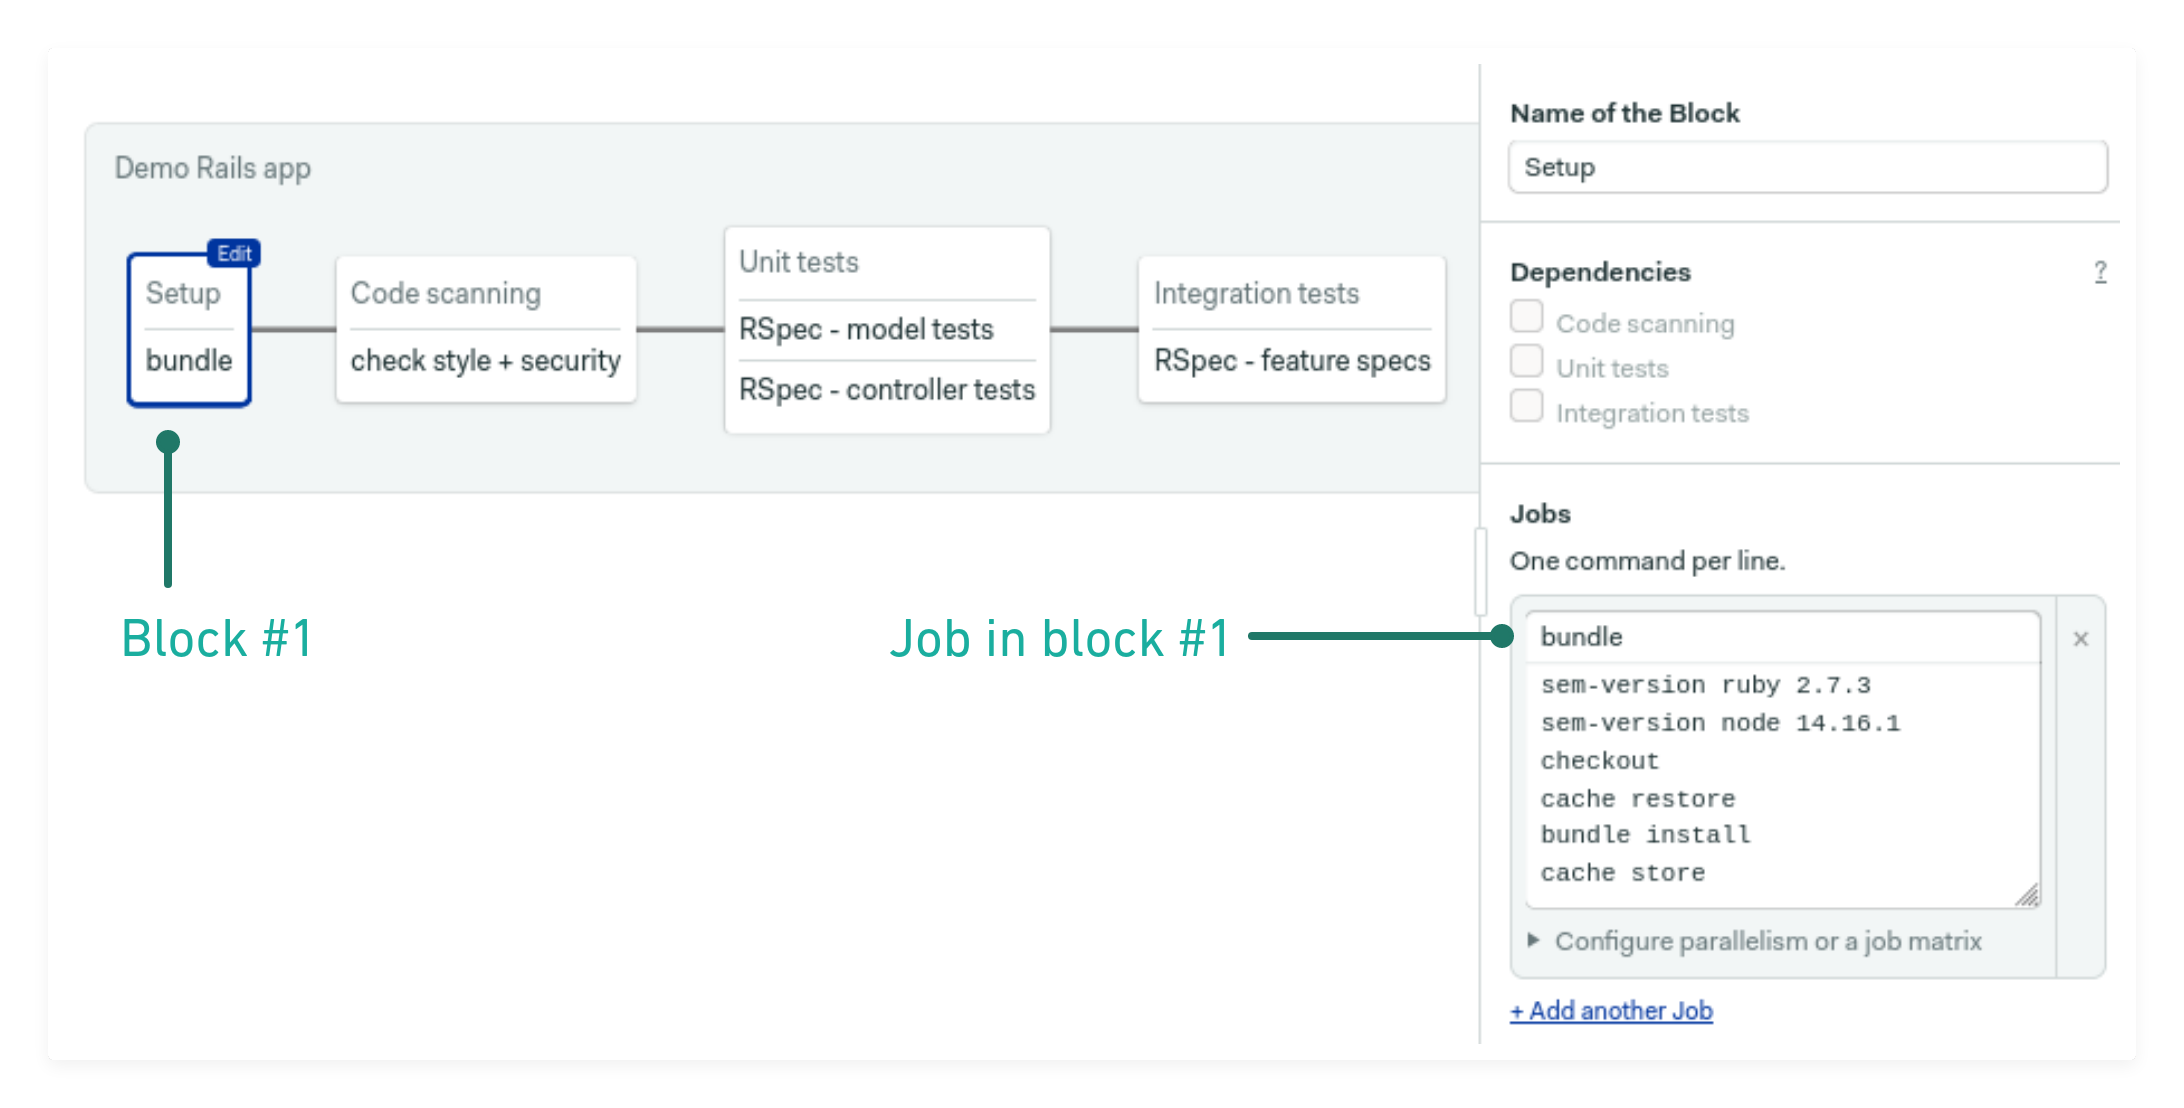 Demo Rails app
Edit
Setup
bundle
Code scanning
check style + security
Unit tests
RSpec - model tests
RSpec - controller tests
Integration tests
RSpec - feature specs
Block #1
Job in block #1
Name of the Block
Setup
Dependencies
?
Code scanning
Unit tests
Integration tests
Jobs
One command per line.
bundle
sem-version ruby 2.7.3
sem-version node 14.16.1
checkout
cache restore
bundle install
cache store
Configure parallelism or a job matrix
+ Add another Job